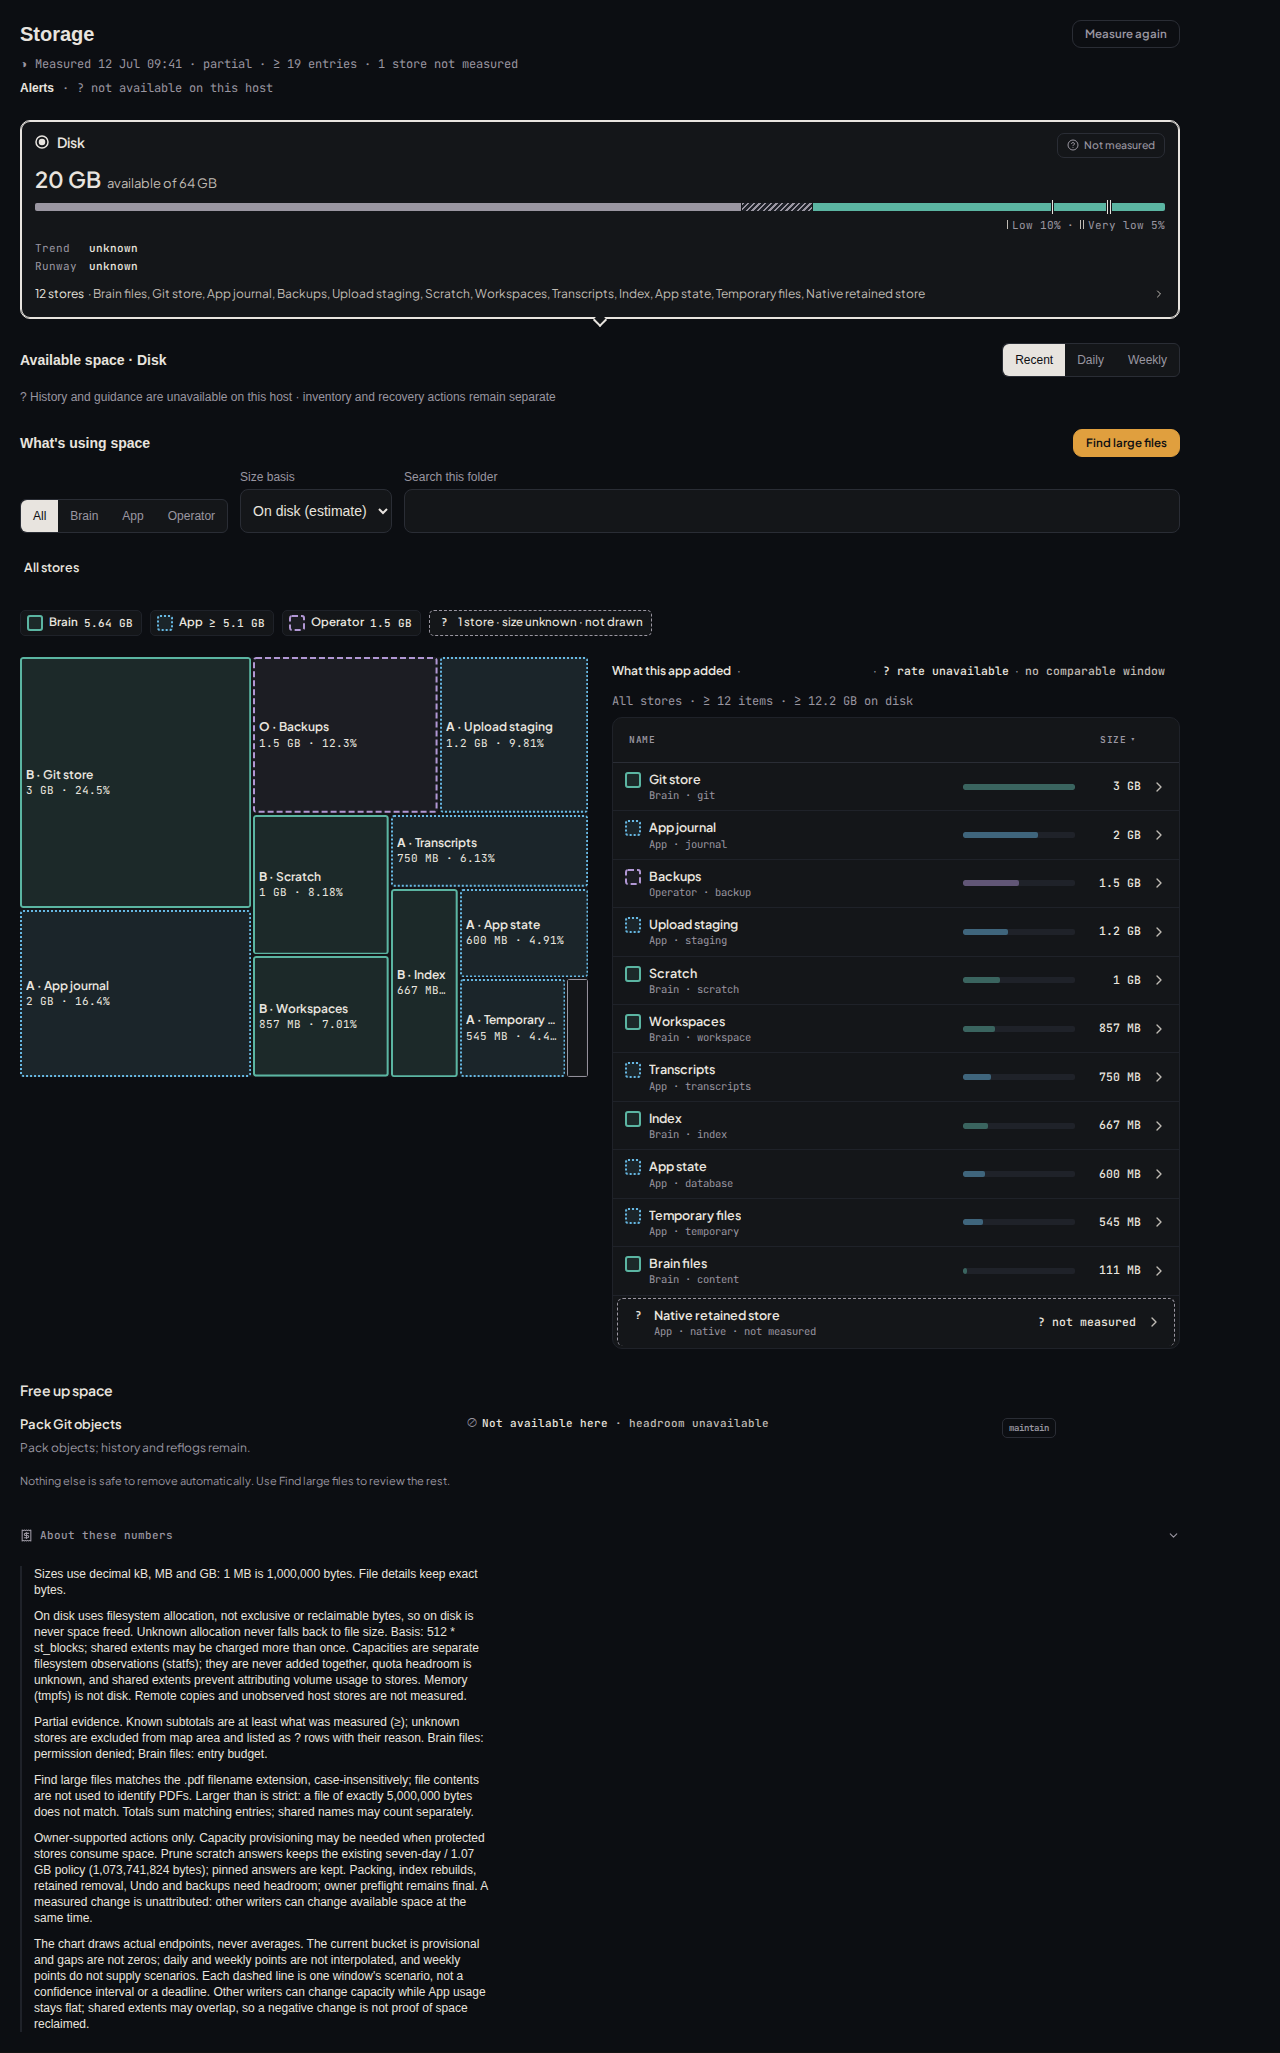 Storage
Measure again
Measured 12 Jul 09:41 · partial · ≥ 19 entries · 1 store not measured
Alerts · ? not available on this host
Disk
Not measured
20 GB available of 64 GB
Low 10% · Very low 5%
Trend unknown
Runway unknown
12 stores · Brain files, Git store, App journal, Backups, Upload staging, Scratch, Workspaces, Transcripts, Index, App state, Temporary files, Native retained store
Available space · Disk
Recent Daily Weekly
? History and guidance are unavailable on this host · inventory and recovery actions remain separate
What's using space
Find large files
Size basis
Search this folder
All Brain App Operator
On disk (estimate)
All stores
Brain 5.64 GB
App ≥ 5.1 GB
Operator 1.5 GB
? 1 store · size unknown · not drawn
B · Git store
3 GB · 24.5%
O · Backups
1.5 GB · 12.3%
A · Upload staging
1.2 GB · 9.81%
A · Transcripts
750 MB · 6.13%
B · Scratch
1 GB · 8.18%
A · App state
600 MB · 4.91%
B · Index
667 MB…
A · App journal
2 GB · 16.4%
B · Workspaces
857 MB · 7.01%
A · Temporary …
545 MB · 4.4…
What this app added · · ? rate unavailable · no comparable window
All stores · ≥ 12 items · ≥ 12.2 GB on disk
NAME SIZE
Git store
Brain · git
3 GB
App journal
App · journal
2 GB
Backups
Operator · backup
1.5 GB
Upload staging
App · staging
1.2 GB
Scratch
Brain · scratch
1 GB
Workspaces
Brain · workspace
857 MB
Transcripts
App · transcripts
750 MB
Index
Brain · index
667 MB
App state
App · database
600 MB
Temporary files
App · temporary
545 MB
Brain files
Brain · content
111 MB
? Native retained store
App · native · not measured
? not measured
Free up space
Pack Git objects
Not available here · headroom unavailable
maintain
Pack objects; history and reflogs remain.
Nothing else is safe to remove automatically. Use Find large files to review the rest.
About these numbers
Sizes use decimal kB, MB and GB: 1 MB is 1,000,000 bytes. File details keep exact
bytes.
On disk uses filesystem allocation, not exclusive or reclaimable bytes, so on disk is
never space freed. Unknown allocation never falls back to file size. Basis: 512 *
st_blocks; shared extents may be charged more than once. Capacities are separate
filesystem observations (statfs); they are never added together, quota headroom is
unknown, and shared extents prevent attributing volume usage to stores. Memory
(tmpfs) is not disk. Remote copies and unobserved host stores are not measured.
Partial evidence. Known subtotals are at least what was measured (≥); unknown
stores are excluded from map area and listed as ? rows with their reason. Brain files:
permission denied; Brain files: entry budget.
Find large files matches the .pdf filename extension, case-insensitively; file contents
are not used to identify PDFs. Larger than is strict: a file of exactly 5,000,000 bytes
does not match. Totals sum matching entries; shared names may count separately.
Owner-supported actions only. Capacity provisioning may be needed when protected
stores consume space. Prune scratch answers keeps the existing seven-day / 1.07
GB policy (1,073,741,824 bytes); pinned answers are kept. Packing, index rebuilds,
retained removal, Undo and backups need headroom; owner preflight remains final. A
measured change is unattributed: other writers can change available space at the
same time.
The chart draws actual endpoints, never averages. The current bucket is provisional
and gaps are not zeros; daily and weekly points are not interpolated, and weekly
points do not supply scenarios. Each dashed line is one window's scenario, not a
confidence interval or a deadline. Other writers can change capacity while App usage
stays flat; shared extents may overlap, so a negative change is not proof of space
reclaimed.